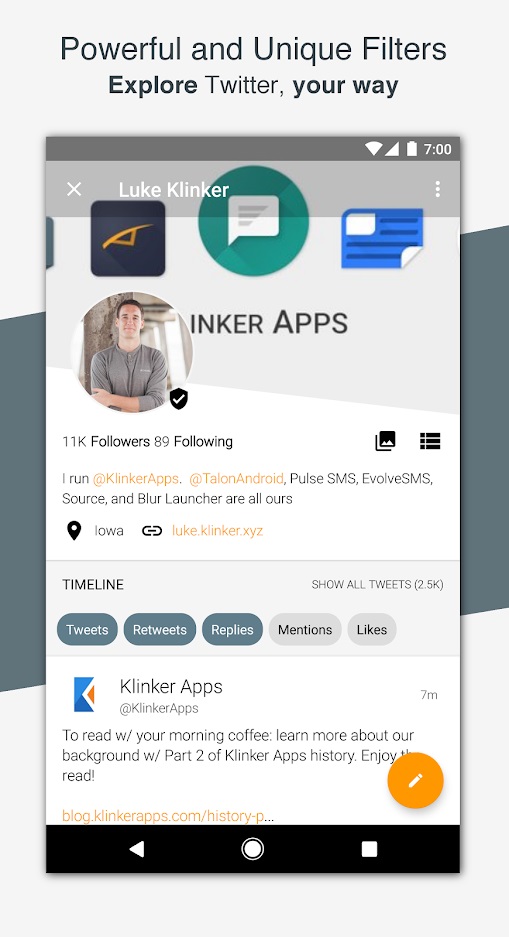 Powerful and Unique Filters
Explore Twitter, your way
7:00
Luke Klinker
INKER APPS
11K Followers 89 Following
I run @KlinkerApps. @TalonAndroid, Pulse SMS, EvolveSMS,
Source, and Blur Launcher are all ours
Iowa luke.klinker.xyz
TIMELINE SHOW ALL TWEETS (2.5K)
Tweets Retweets Replies Mentions Likes
Klinker Apps
@KlinkerApps 7m
To read w/ your morning coffee: learn more about our
background w/ Part 2 of Klinker Apps history. Enjoy
read!
blog.klinkerapps.com/history-p...